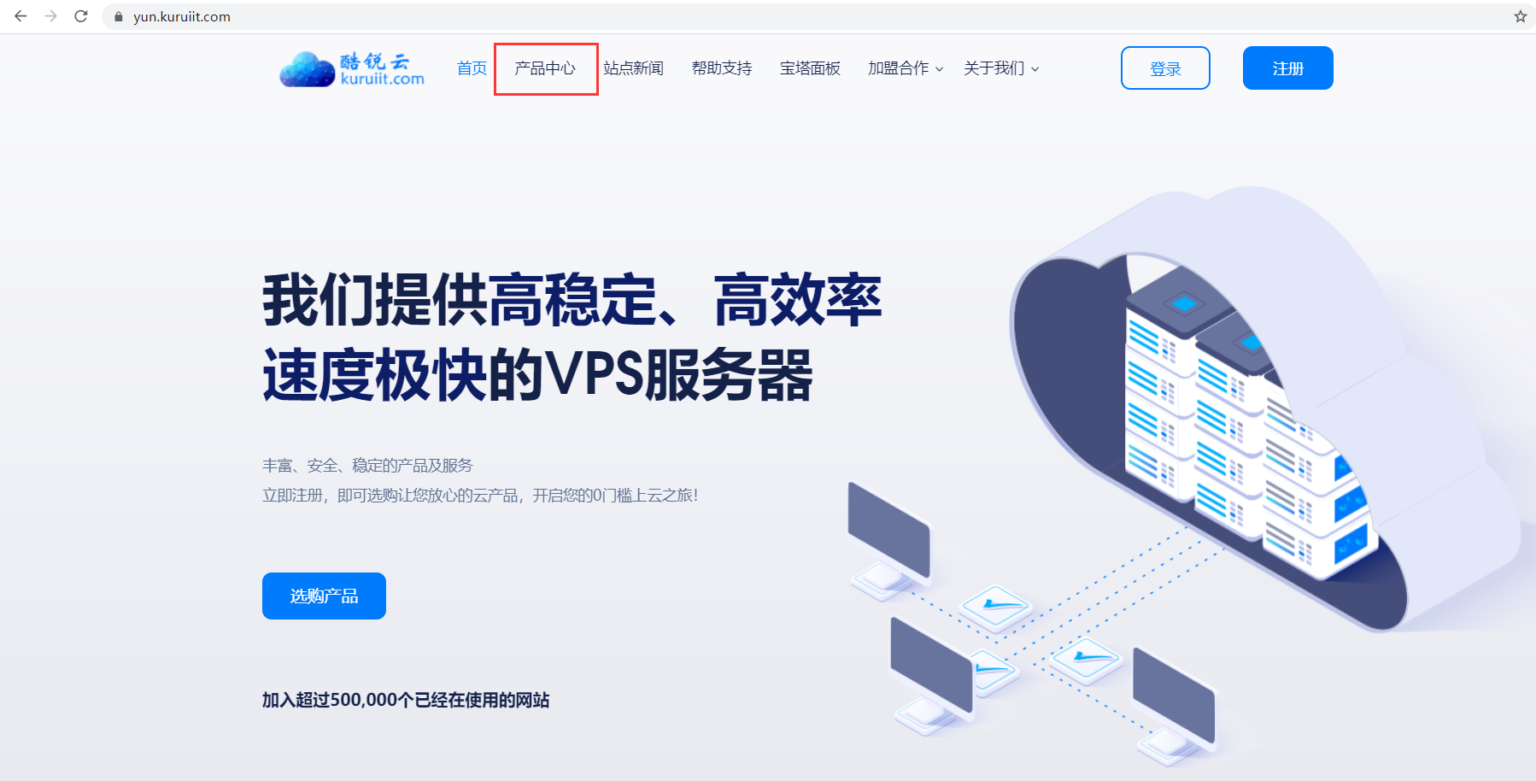 yun.kuruiit.com
酷锐云
kuruiit.com
首页 产品中心 站点新闻 帮助支持 宝塔面板 加盟合作 关于我们 登录 注册
我们提供高稳定、高效率
速度极快的VPS服务器
丰富、安全、稳定的产品及服务
立即注册，即可选购让您放心的云产品，开启您的0门槛上云之旅！
选购产品
加入超过500,000个已经在使用的网站